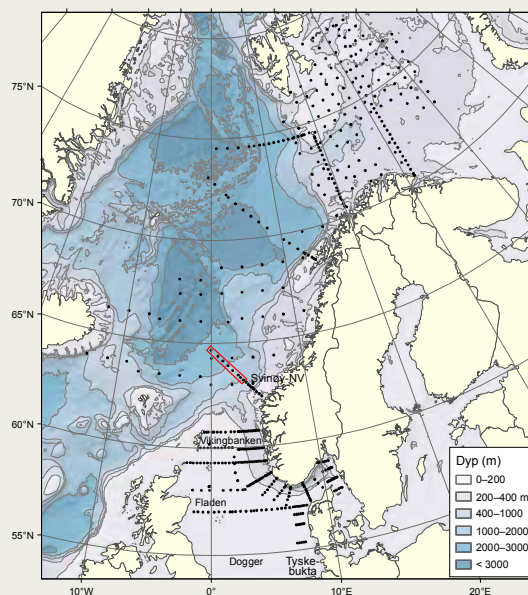 75°N
70°N
65°N
Svinøy-NV
60°N
Vikingbanken
Dyp (m)
0–200
200–400 m
400–1000
1000–2000
2000–3000
< 3000
Fladen
55°N
Dogger
Tyske-
bukta
10°W
0°
10°E
20°E